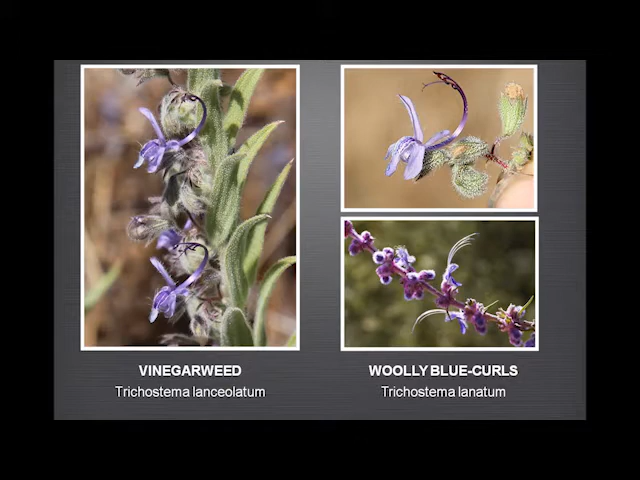 VINEGARWEED
Trichostema lanceolatum
WOOLLY BLUE-CURLS
Trichostema lanatum